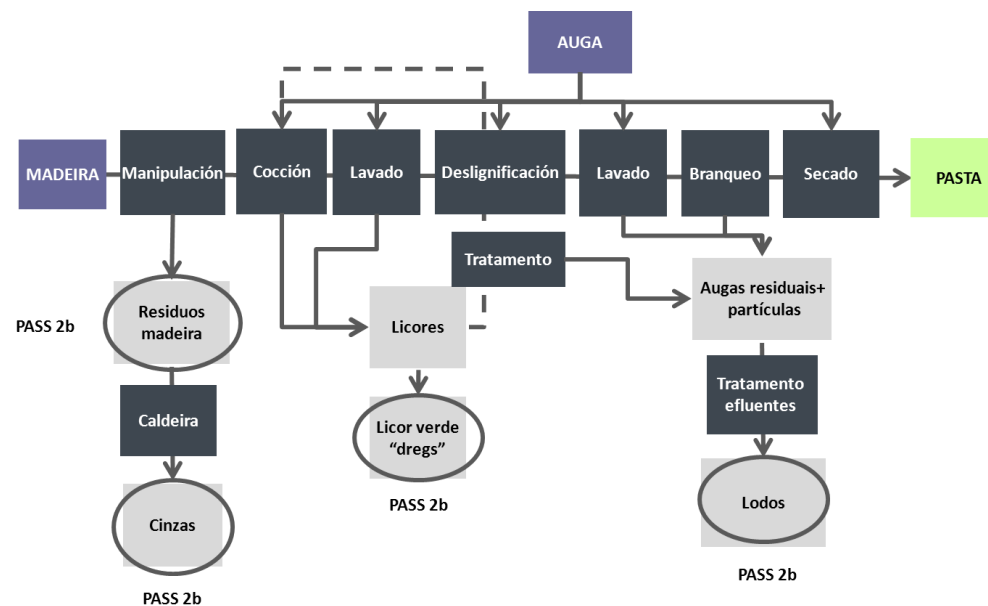 AUGA
MADEIRA
Manipulación
Cocción
Lavado
Deslignificación
Lavado
Branqueo
Secado
PASTA
Tratamento
Augas residuais+
partículas
Residuos
madeira
PASS 2b
Licores
Tratamento
efluentes
Caldeira
Licor verde
“dregs”
PASS 2b
Lodos
Cinzas
PASS 2b
PASS 2b